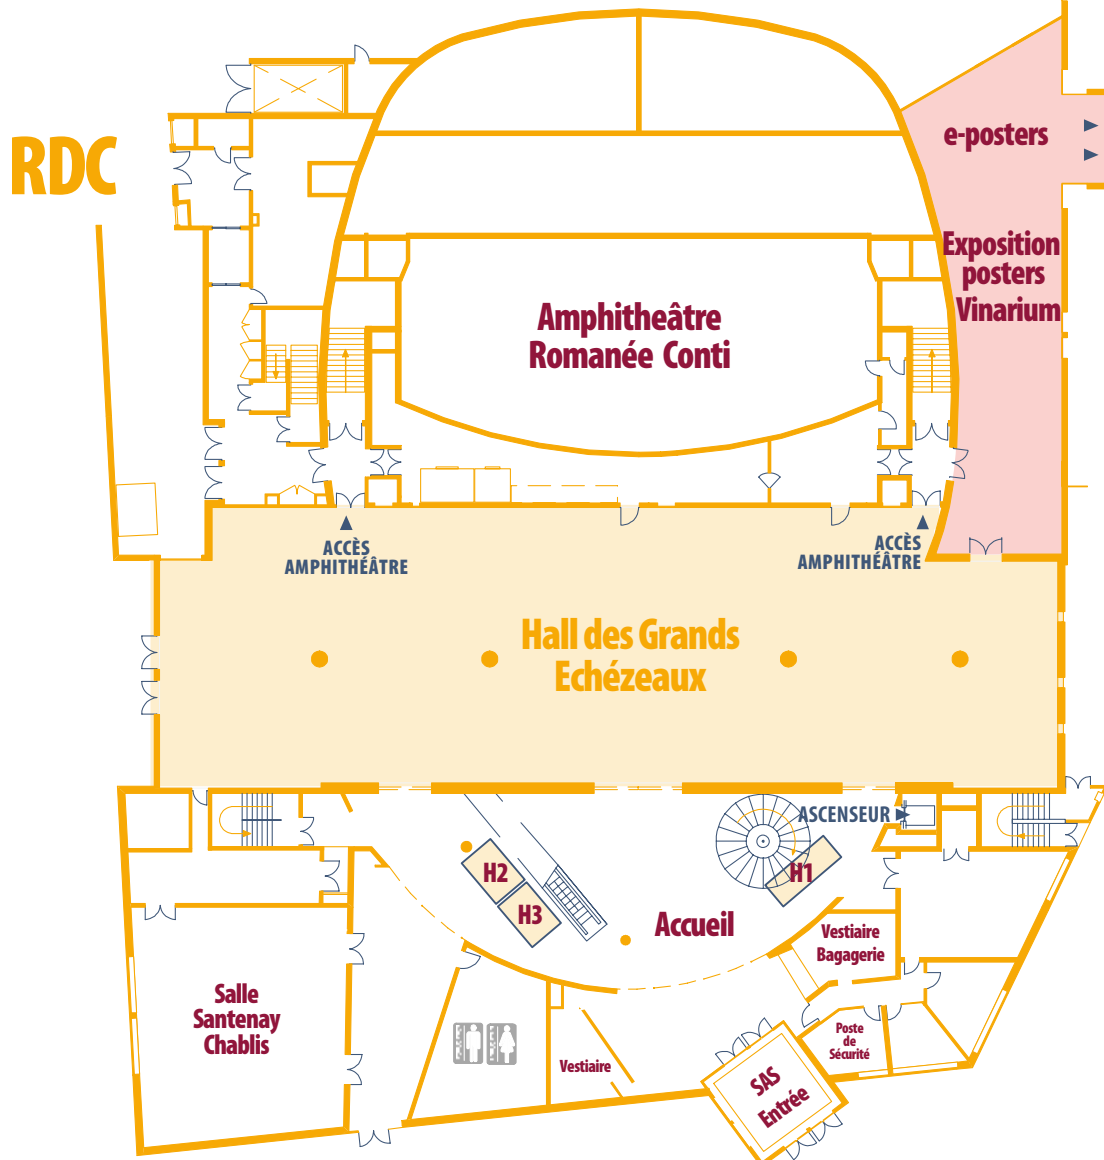 RDC
e-posters
Exposition
posters
Vinarium
Amphitheâtre
Romanée Conti
ACCÈS
AMPHITHÉÂTRE
ACCÈS
AMPHITHÉÂTRE
Hall des Grands
Echézeaux
ASCENSEUR
H2
H3
H1
Accueil
Vestiaire
Bagagerie
Salle
Santenay
Chablis
Poste
de
Sécurité
Vestiaire
SAS
Entrée